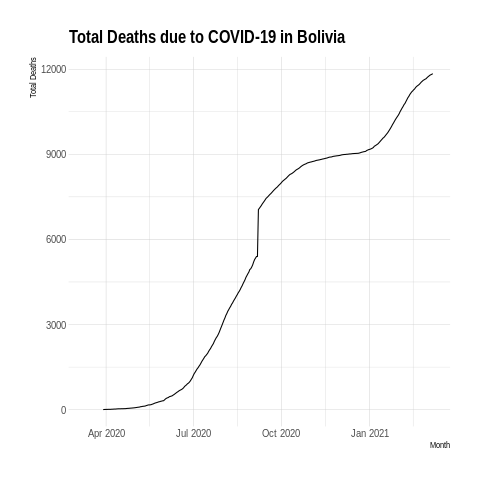 Total Deaths due to COVID-19 in Bolivia
Total Deaths
12000
9000
6000
3000
0
Apr 2020 Jul 2020 Oct 2020 Jan 2021
Month